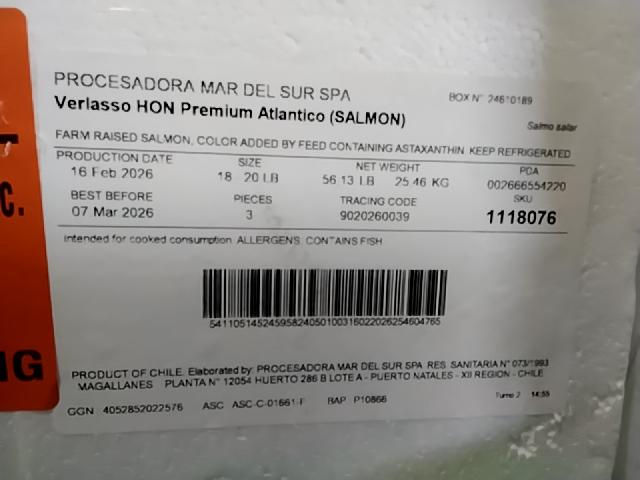 PROCESADORA MAR DEL SUR SPA
BOX N° 24610189
Verlasso HON Premium Atlantico (SALMON)
Salmo salar
FARM RAISED SALMON, COLOR ADDED BY FEED CONTAINING ASTAXANTHIN. KEEP REFRIGERATED
PRODUCTION DATE SIZE NET WEIGHT PDA
16 Feb 2026 18 20 LB 56.13 LB 25.46 KG 002666554220
BEST BEFORE PIECES TRACING CODE SKU
07 Mar 2026 3 9020260039 1118076
Intended for cooked consumption. ALLERGENS: CONTAINS FISH
PRODUCT OF CHILE. Elaborated by: PROCESADORA MAR DEL SUR SPA RES. SANITARIA N° 073/1993
MAGALLANES PLANTA N° 12054 HUERTO 286 B LOTE A - PUERTO NATALES - XII REGION - CHILE
GGN 4052852022576 ASC ASC-C-01661-F BAP P10866 Turno 2 14:55
C.
NG